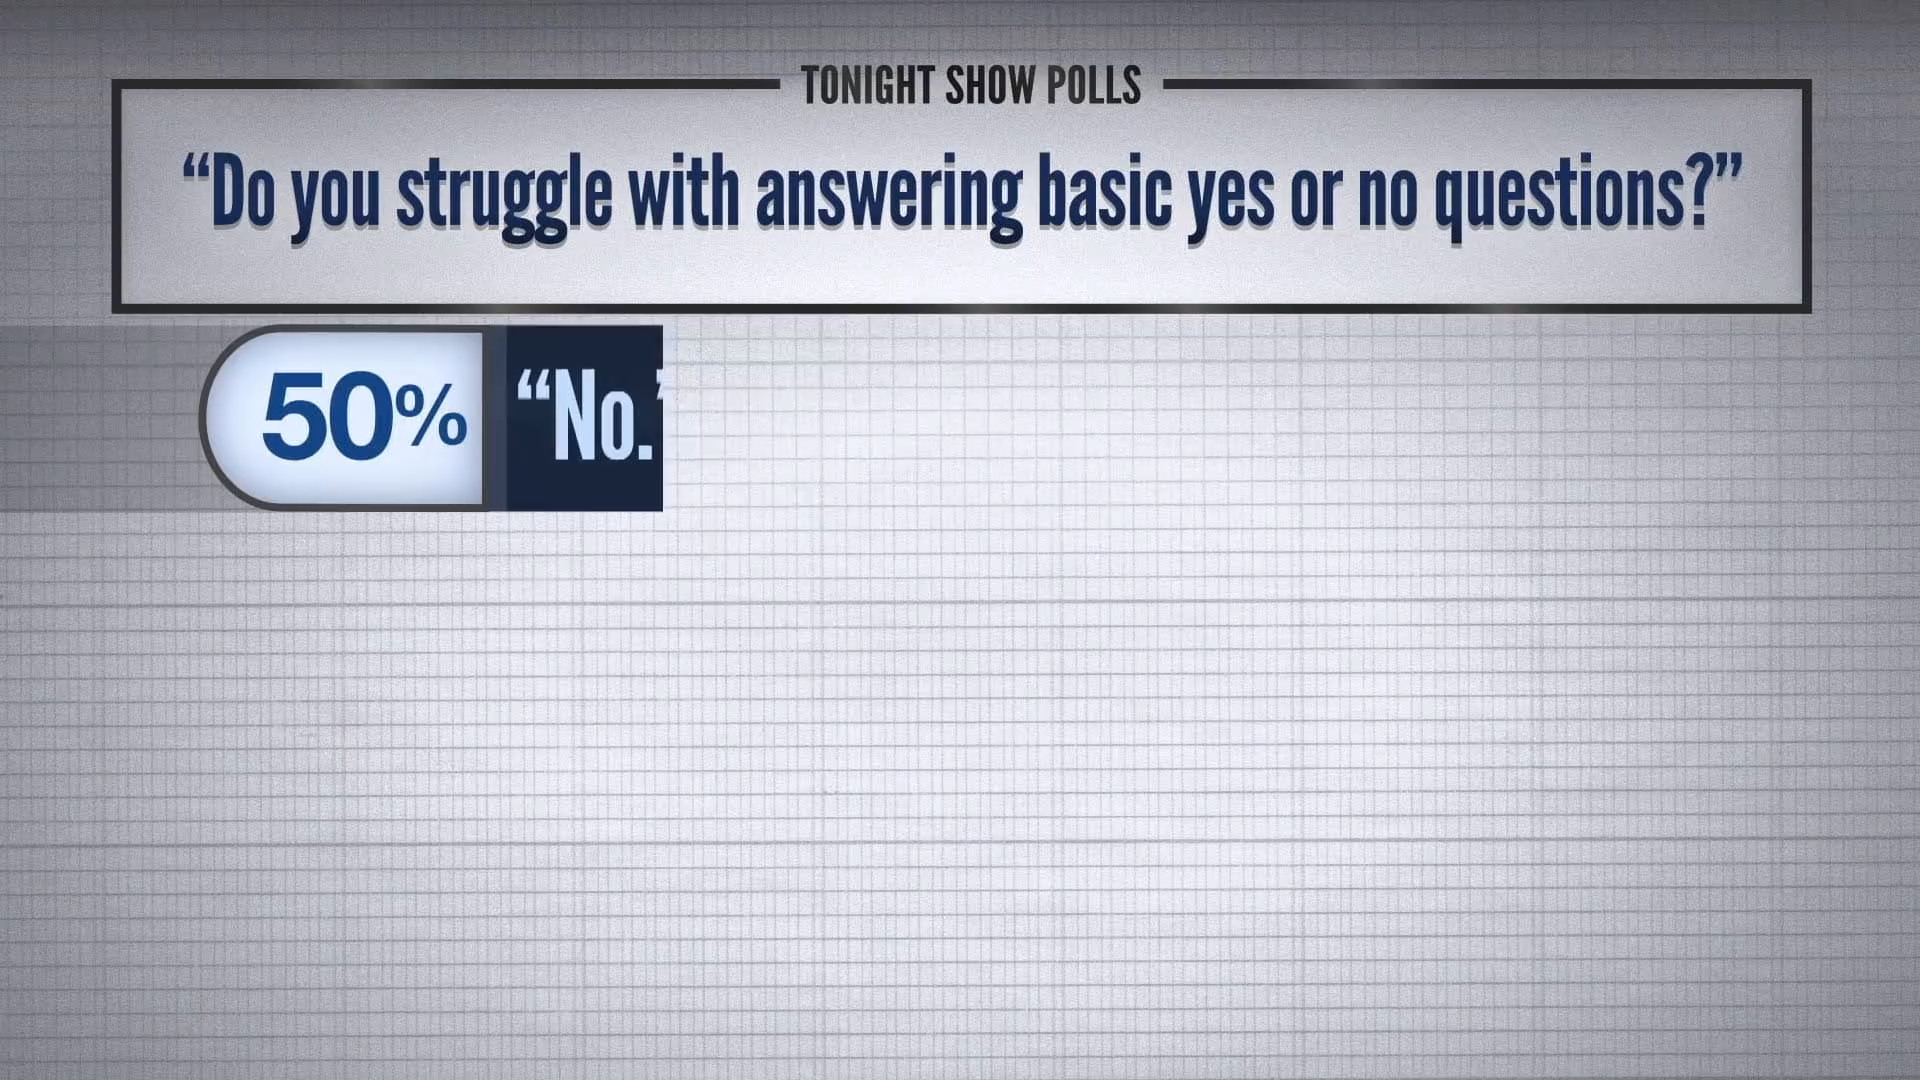 TONIGHT SHOW POLLS
“Do you struggle with answering basic yes or no questions?”
50% “No.”